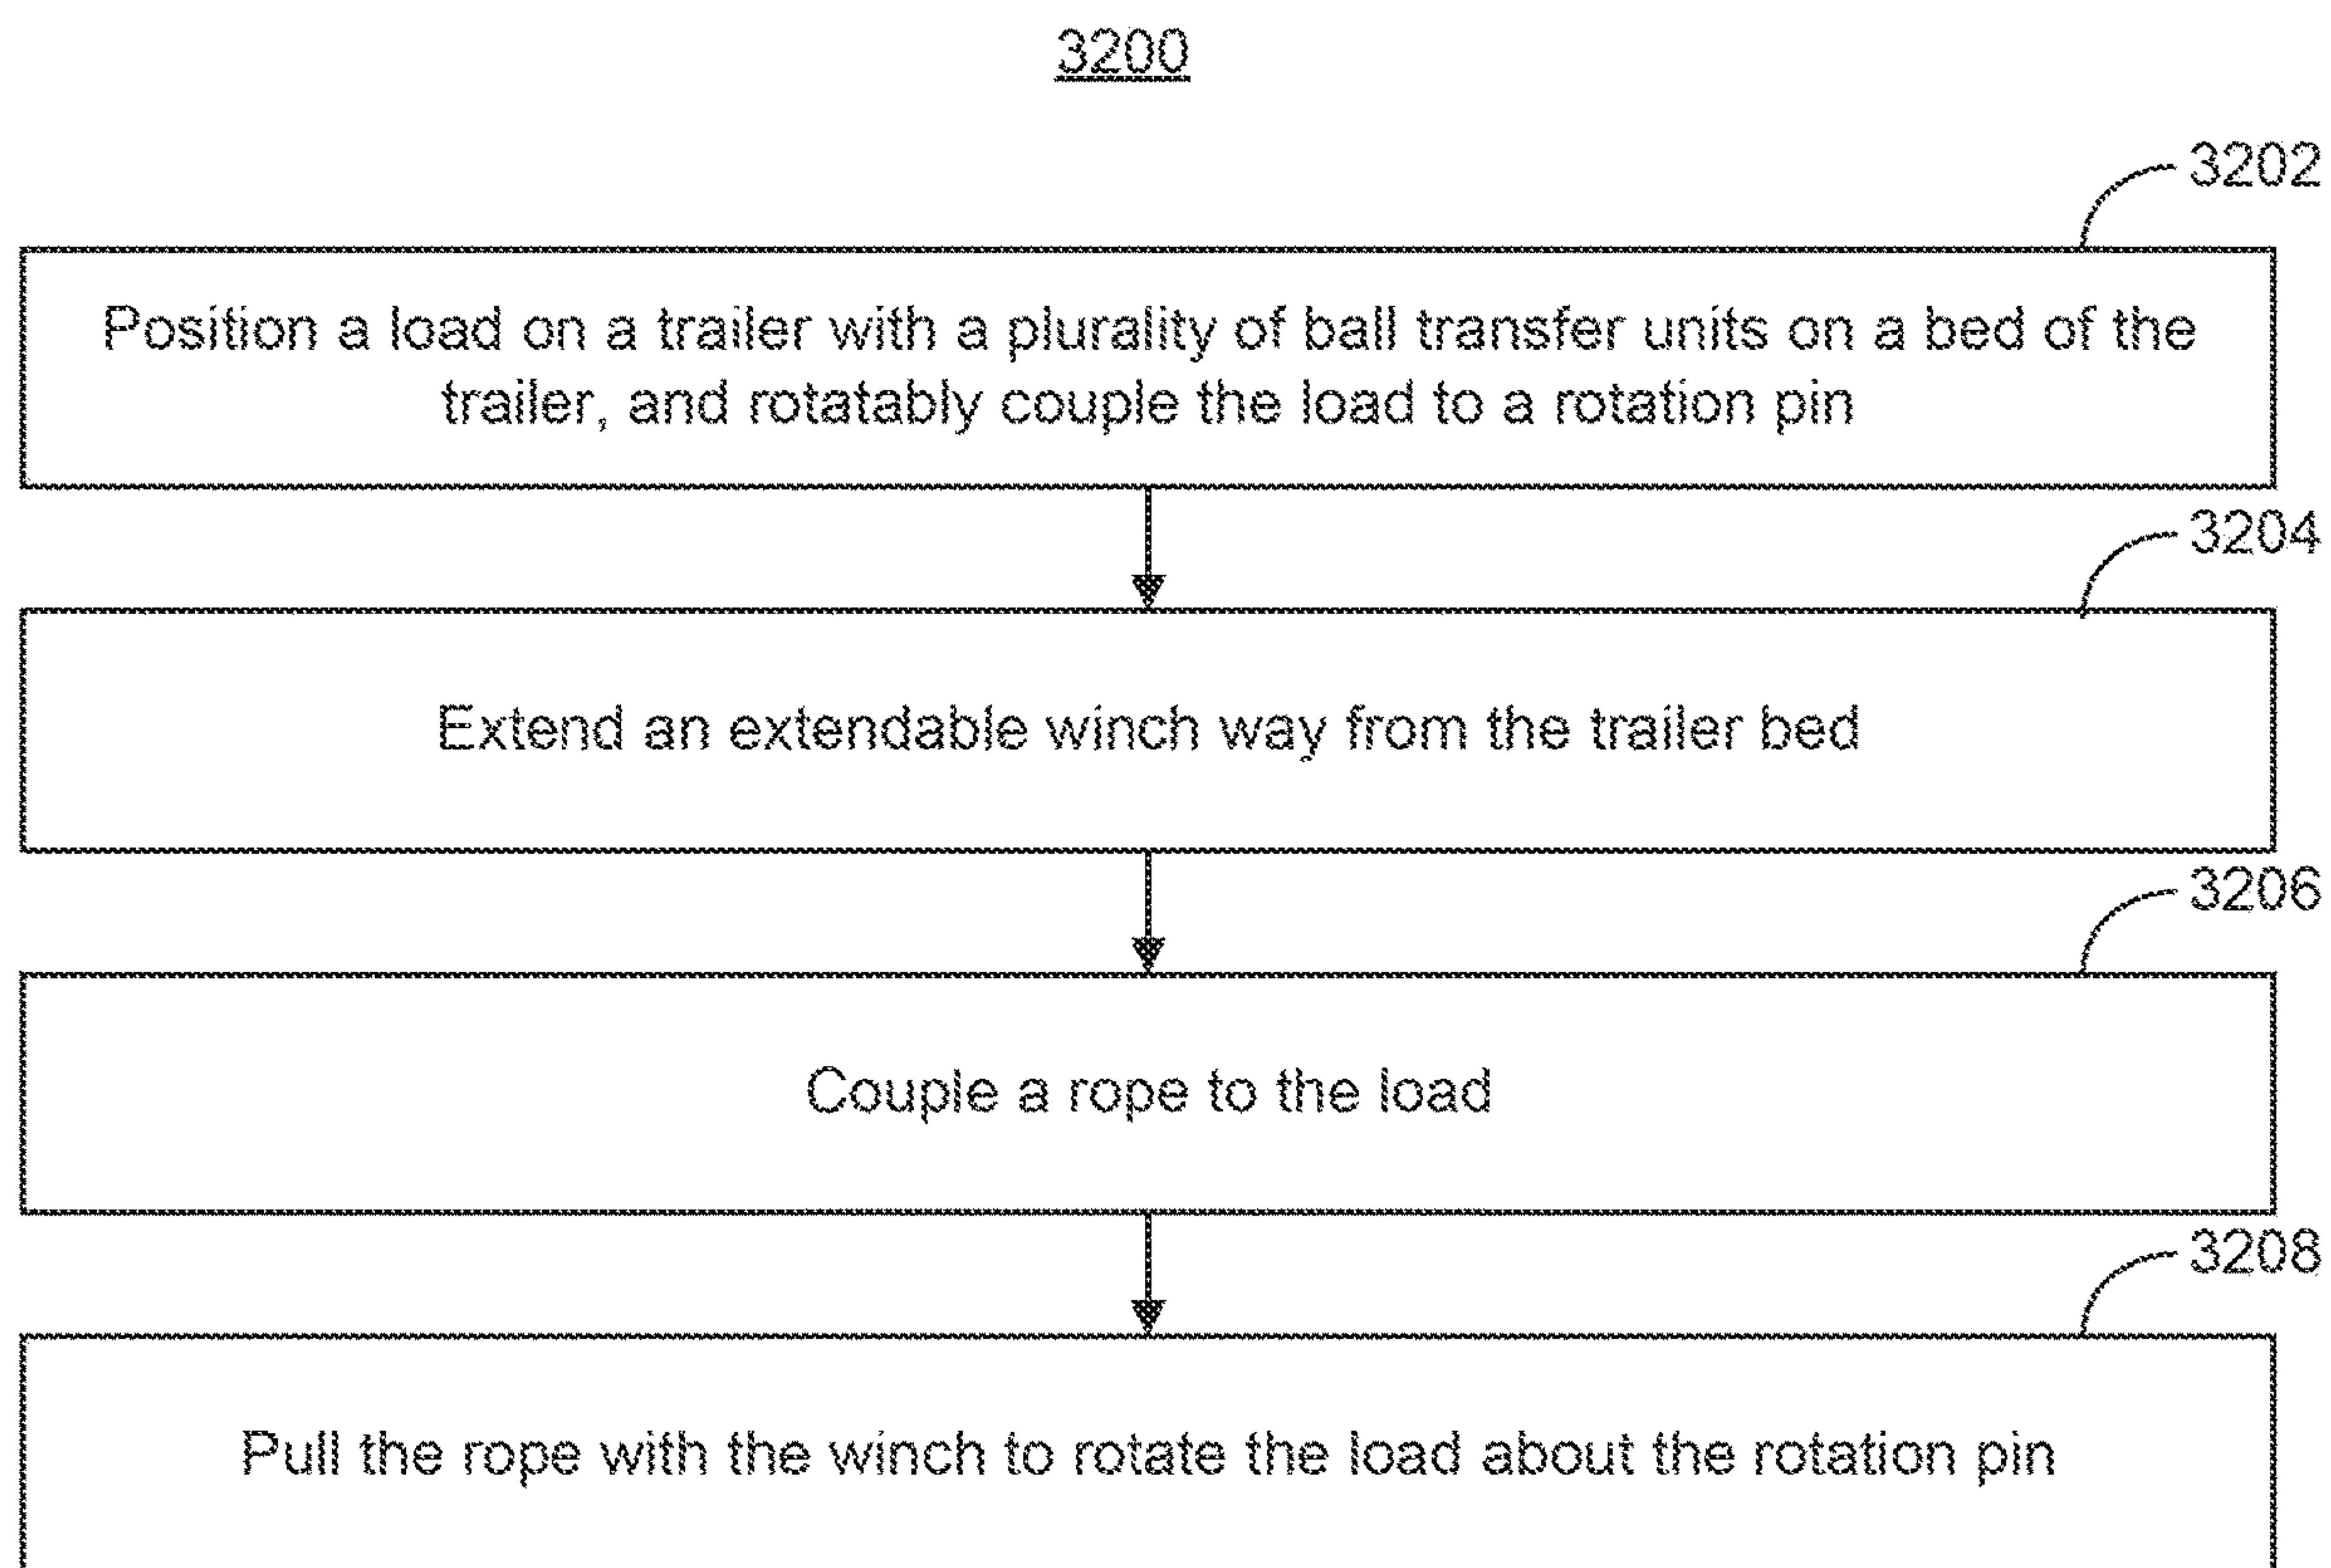 3200
3202
Position a load on a trailer with a plurality of ball transfer units on a bed of the
trailer, and rotatably couple the load to a rotation pin
3204
Extend an extendable winch way from the trailer bed
3206
Couple a rope to the load
3208
Pull the rope with the winch to rotate the load about the rotation pin